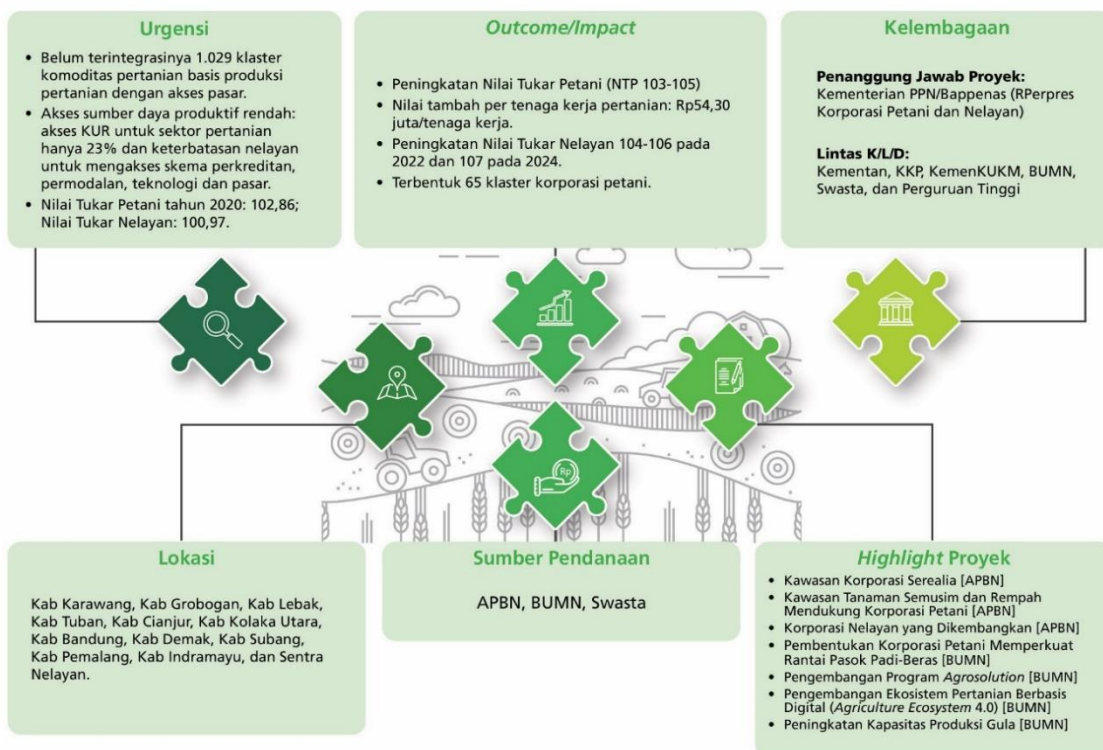 Urgensi
• Belum terintegrasinya 1.029 klaster
komoditas pertanian basis produksi
pertanian dengan akses pasar.
• Akses sumber daya produktif rendah:
akses KUR untuk sektor pertanian
hanya 23% dan keterbatasan nelayan
untuk mengakses skema perkreditan,
permodalan, teknologi dan pasar.
• Nilai Tukar Petani tahun 2020: 102,86;
Nilai Tukar Nelayan: 100,97.
Outcome/Impact
• Peningkatan Nilai Tukar Petani (NTP 103-105)
• Nilai tambah per tenaga kerja pertanian: Rp54,30
juta/tenaga kerja.
• Peningkatan Nilai Tukar Nelayan 104-106 pada
2022 dan 107 pada 2024.
• Terbentuk 65 klaster korporasi petani.
Kelembagaan
Penanggung Jawab Proyek:
Kementerian PPN/Bappenas (RPerpres
Korporasi Petani dan Nelayan)
Lintas K/L/D:
Kementan, KKP, KemenKUKM, BUMN,
Swasta, dan Perguruan Tinggi
Rp
Lokasi
Kab Karawang, Kab Grobogan, Kab Lebak,
Kab Tuban, Kab Cianjur, Kab Kolaka Utara,
Kab Bandung, Kab Demak, Kab Subang,
Kab Pemalang, Kab Indramayu, dan Sentra
Nelayan.
Sumber Pendanaan
APBN, BUMN, Swasta
Highlight Proyek
• Kawasan Korporasi Serealia [APBN]
• Kawasan Tanaman Semusim dan Rempah
Mendukung Korporasi Petani [APBN]
• Korporasi Nelayan yang Dikembangkan [APBN]
• Pembentukan Korporasi Petani Memperkuat
Rantai Pasok Padi-Beras [BUMN]
• Pengembangan Program Agrosolution [BUMN]
• Pengembangan Ekosistem Pertanian Berbasis
Digital (Agriculture Ecosystem 4.0) [BUMN]
• Peningkatan Kapasitas Produksi Gula [BUMN]